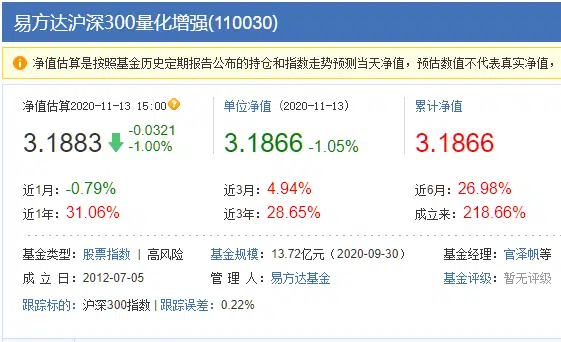 易方达沪深300量化增强(110030)
净值估算是按照基金历史定期报告公布的持仓和指数走势预测当天净值，预估数值不代表真实净值，
净值估算2020-11-13 15:00 单位净值（2020-11-13） 累计净值
3.1883 -0.0321 -1.00% 3.1866 -1.05% 3.1866
近1月：-0.79% 近3月：4.94% 近6月：26.98%
近1年：31.06% 近3年：28.65% 成立来：218.66%
基金类型：股票指数 | 高风险 基金规模：13.72亿元（2020-09-30） 基金经理：官泽帆等
成 立 日：2012-07-05 管 理 人：易方达基金 基金评级：暂无评级
跟踪标的：沪深300指数 | 跟踪误差：0.22%